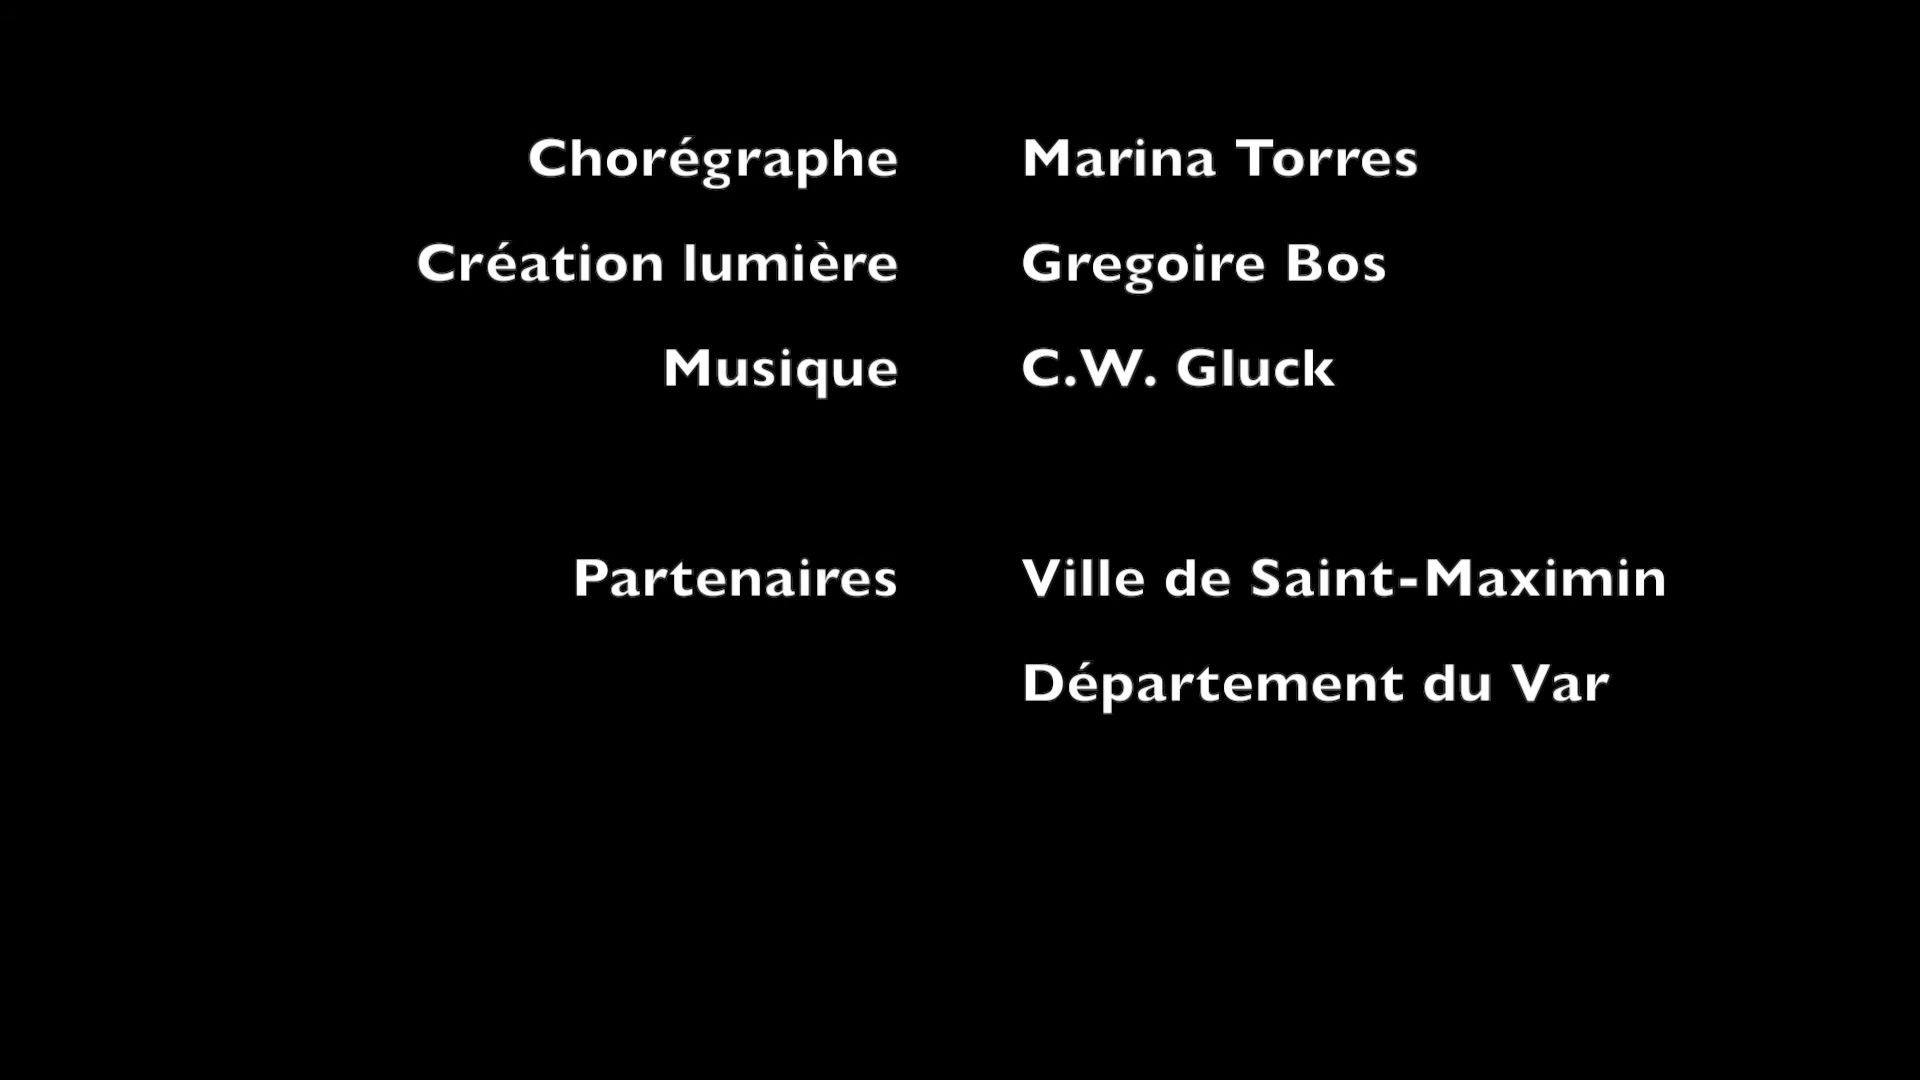 Chorégraphe Marina Torres
Création lumière Gregoire Bos
Musique C.W. Gluck
Partenaires Ville de Saint-Maximin
Département du Var